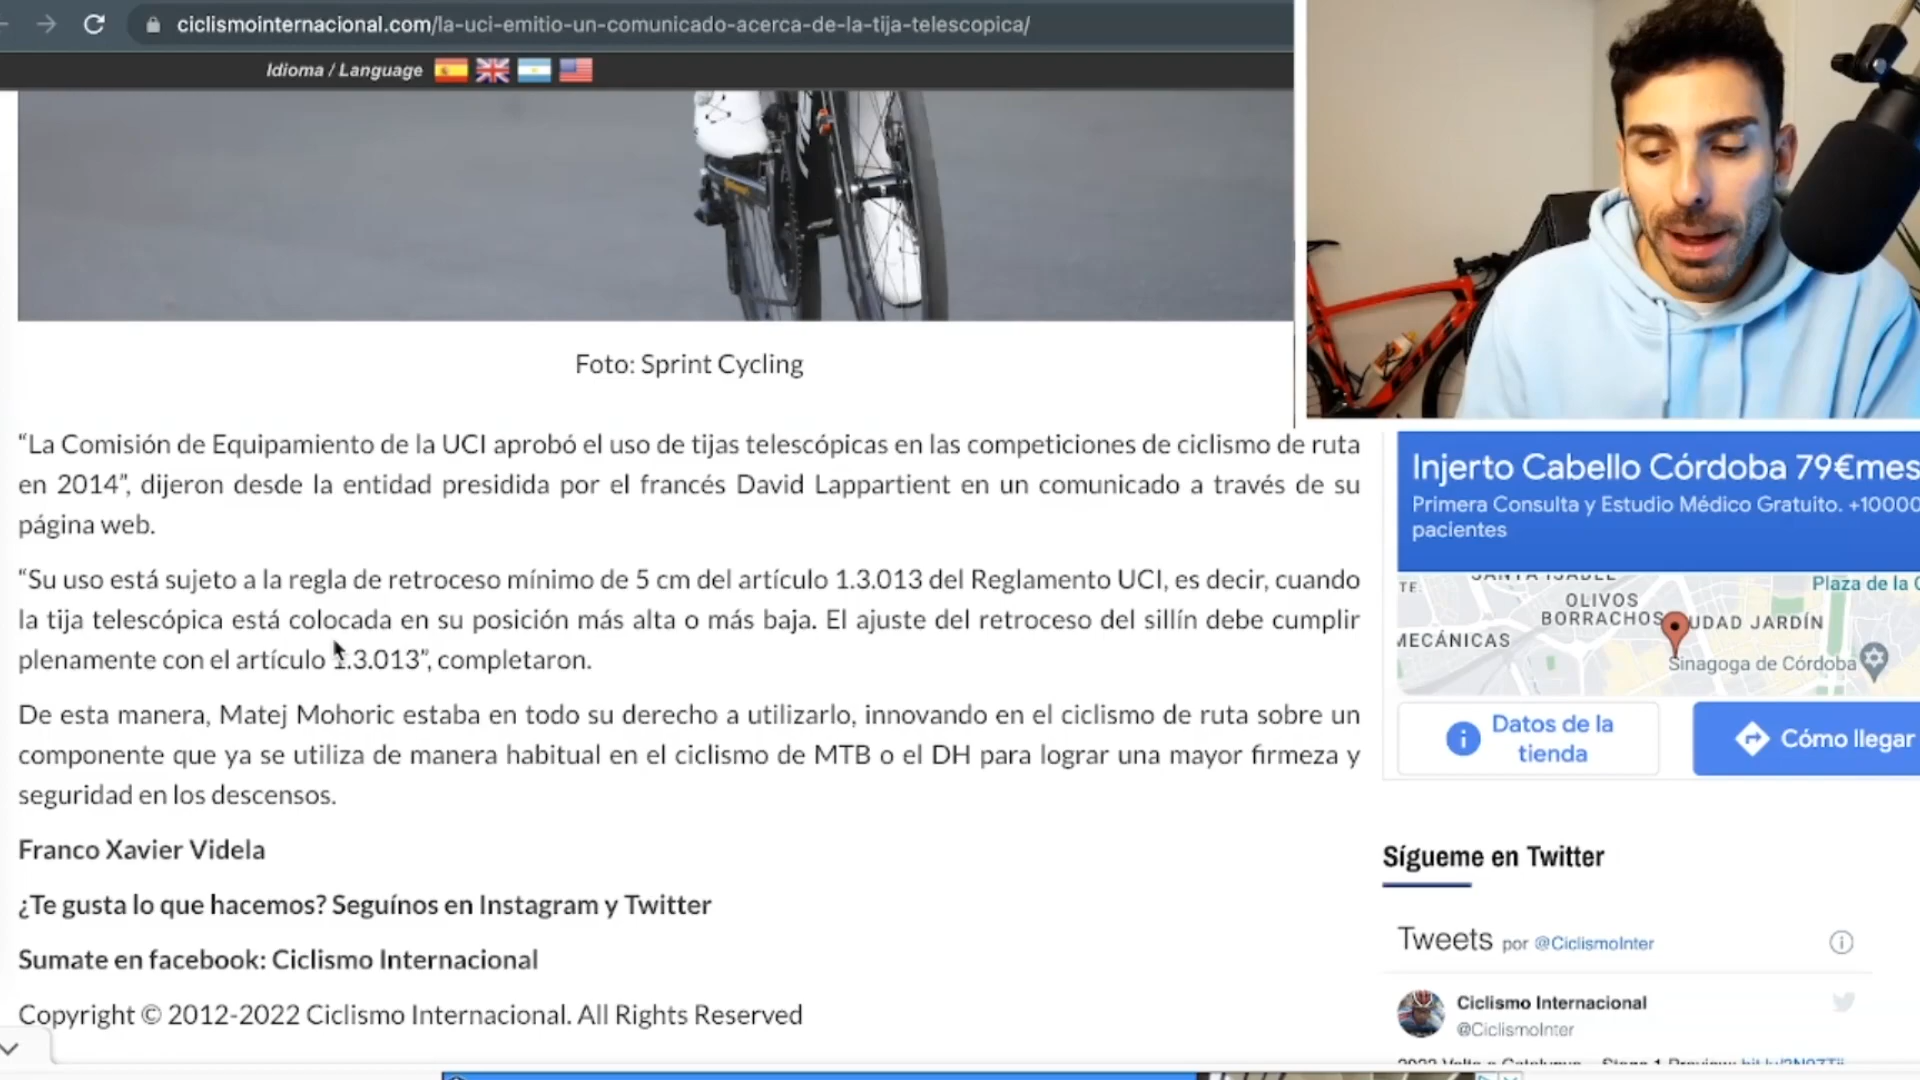 ciclismointernacional.com/la-uci-emitio-un-comunicado-acerca-de-la-tija-telescopica/
Idioma / Language
Foto: Sprint Cycling
“La Comisión de Equipamiento de la UCI aprobó el uso de tijas telescópicas en las competiciones de ciclismo de ruta
en 2014”, dijeron desde la entidad presidida por el francés David Lappartient en un comunicado a través de su
página web.
“Su uso está sujeto a la regla de retroceso mínimo de 5 cm del artículo 1.3.013 del Reglamento UCI, es decir, cuando
la tija telescópica está colocada en su posición más alta o más baja. El ajuste del retroceso del sillín debe cumplir
plenamente con el artículo 1.3.013”, completaron.
De esta manera, Matej Mohoric estaba en todo su derecho a utilizarlo, innovando en el ciclismo de ruta sobre un
componente que ya se utiliza de manera habitual en el ciclismo de MTB o el DH para lograr una mayor firmeza y
seguridad en los descensos.
Franco Xavier Videla
¿Te gusta lo que hacemos? Seguínos en Instagram y Twitter
Sumate en facebook: Ciclismo Internacional
Copyright © 2012-2022 Ciclismo Internacional. All Rights Reserved
Injerto Cabello Córdoba 79€mes
Primera Consulta y Estudio Médico Gratuito. +10000
pacientes
Plaza de la
OLIVOS
BORRACHOS
UDAD JARDÍN
MECÁNICAS
Sinagoga de Córdoba
Datos de la
tienda
Cómo llegar
Sígueme en Twitter
Tweets por @CiclismoInter
Ciclismo Internacional
@CiclismoInter